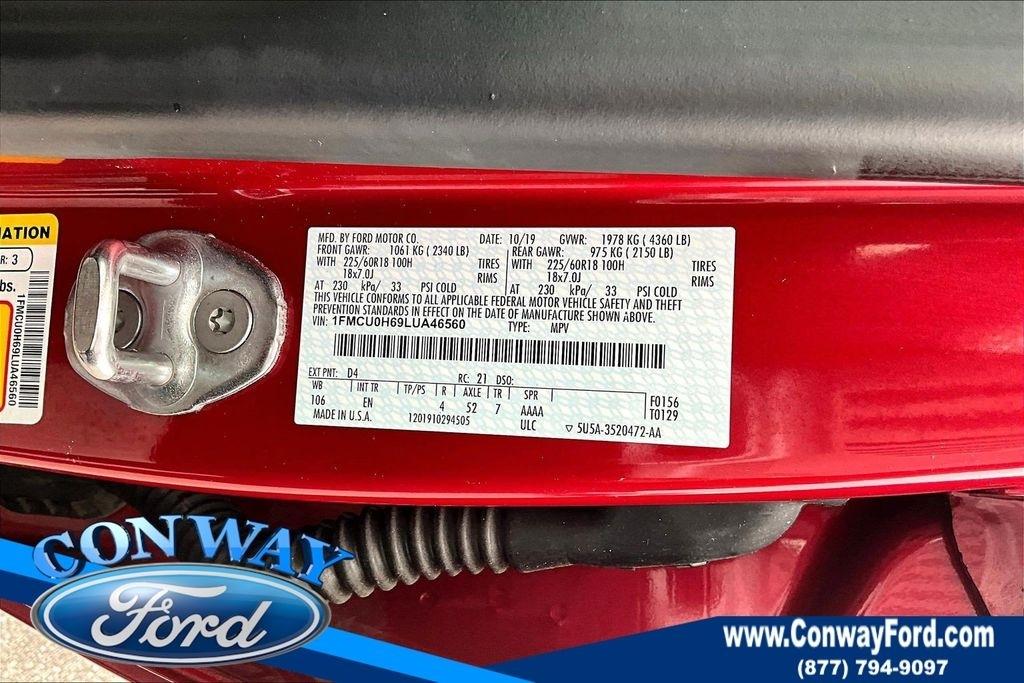 MATION
R: 3
lbs.
1FMCU0H69LUA46560
MFD. BY FORD MOTOR CO. DATE: 10/19 GVWR: 1978 KG ( 4360 LB)
FRONT GAWR: 1061 KG ( 2340 LB) REAR GAWR: 975 KG ( 2150 LB)
WITH 225/60R18 100H TIRES WITH 225/60R18 100H TIRES
18x7.0J RIMS 18x7.0J RIMS
AT 230 kPa/ 33 PSI COLD AT 230 kPa/ 33 PSI COLD
THIS VEHICLE CONFORMS TO ALL APPLICABLE FEDERAL MOTOR VEHICLE SAFETY AND THEFT
PREVENTION STANDARDS IN EFFECT ON THE DATE OF MANUFACTURE SHOWN ABOVE.
VIN: 1FMCU0H69LUA46560 TYPE: MPV
EXT PNT: D4 RC: 21 DSO:
WB INT TR TP/PS R AXLE TR SPR F0156
106 EN 4 52 7 AAAA T0129
MADE IN U.S.A. 1201910294505 ULC 5U5A-3520472-AA
CONWAY
Ford
www.ConwayFord.com
(877) 794-9097